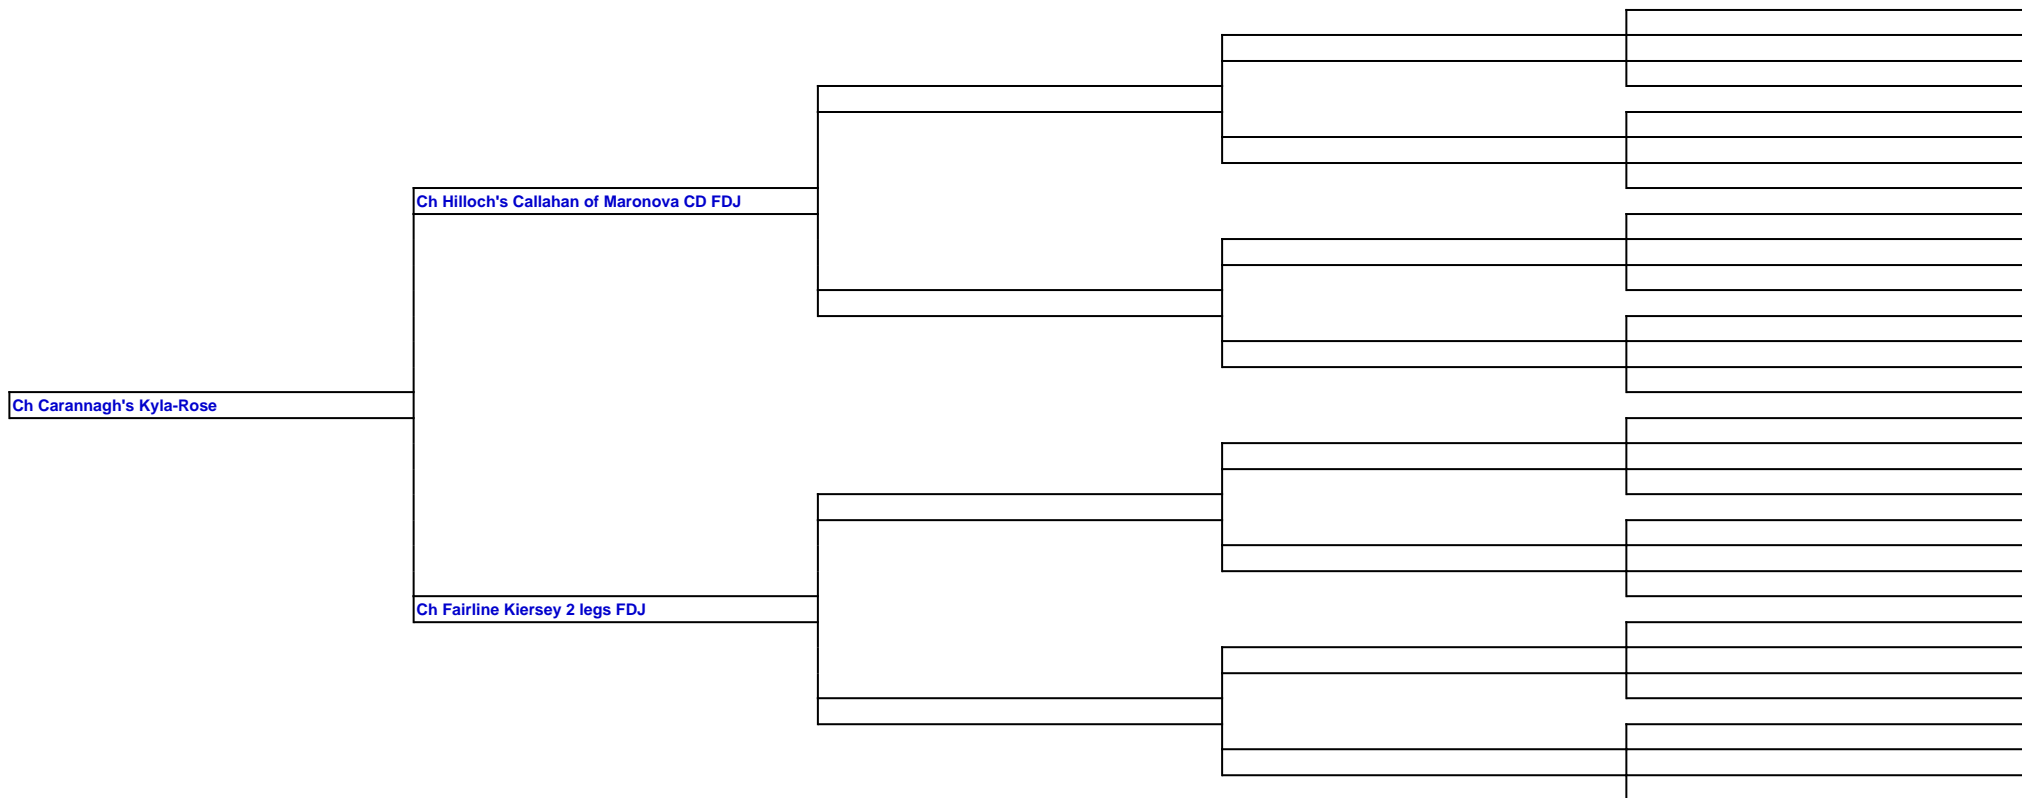 Ch Hilloch's Callahan of Maronova CD FDJ
Ch Carannagh's Kyla-Rose
Ch Fairline Kiersey 2 legs FDJ